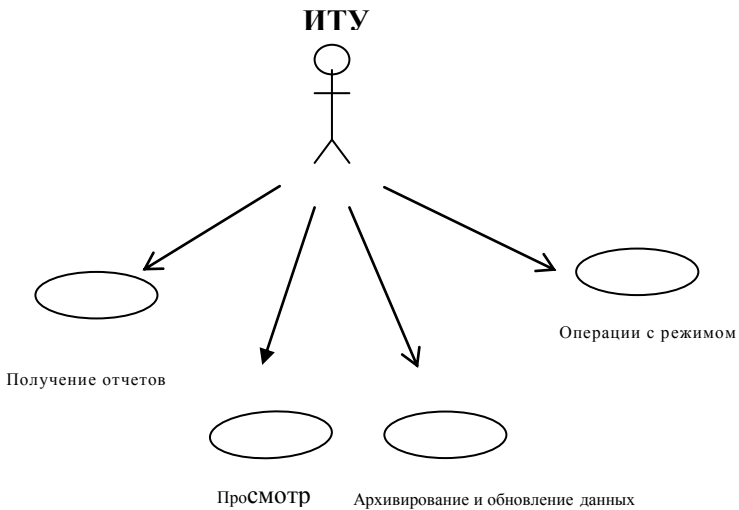 ИТУ
Операции с режимом
Получение отчетов
Просмотр
Архивирование и обновление данных